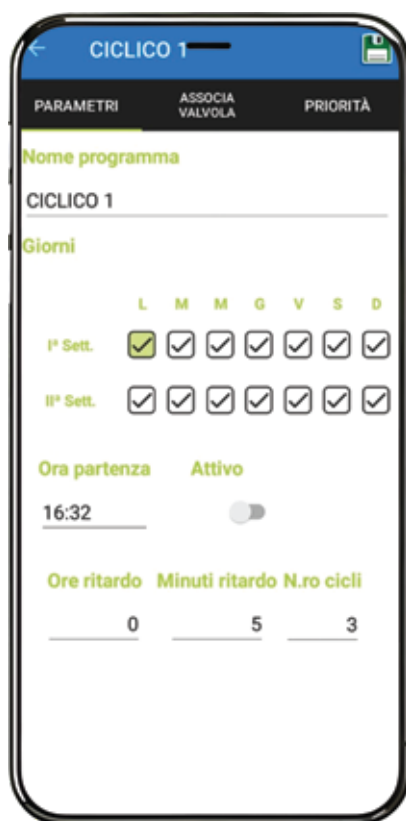 CICLICO 1
PARAMETRI
ASSOCIA
VALVOLA
PRIORITÀ
Nome programma
CICLICO 1
Giorni
L M M G V S D
Iª Sett.
IIª Sett.
Ora partenza Attivo
16:32
Ore ritardo Minuti ritardo N.ro cicli
0 5 3